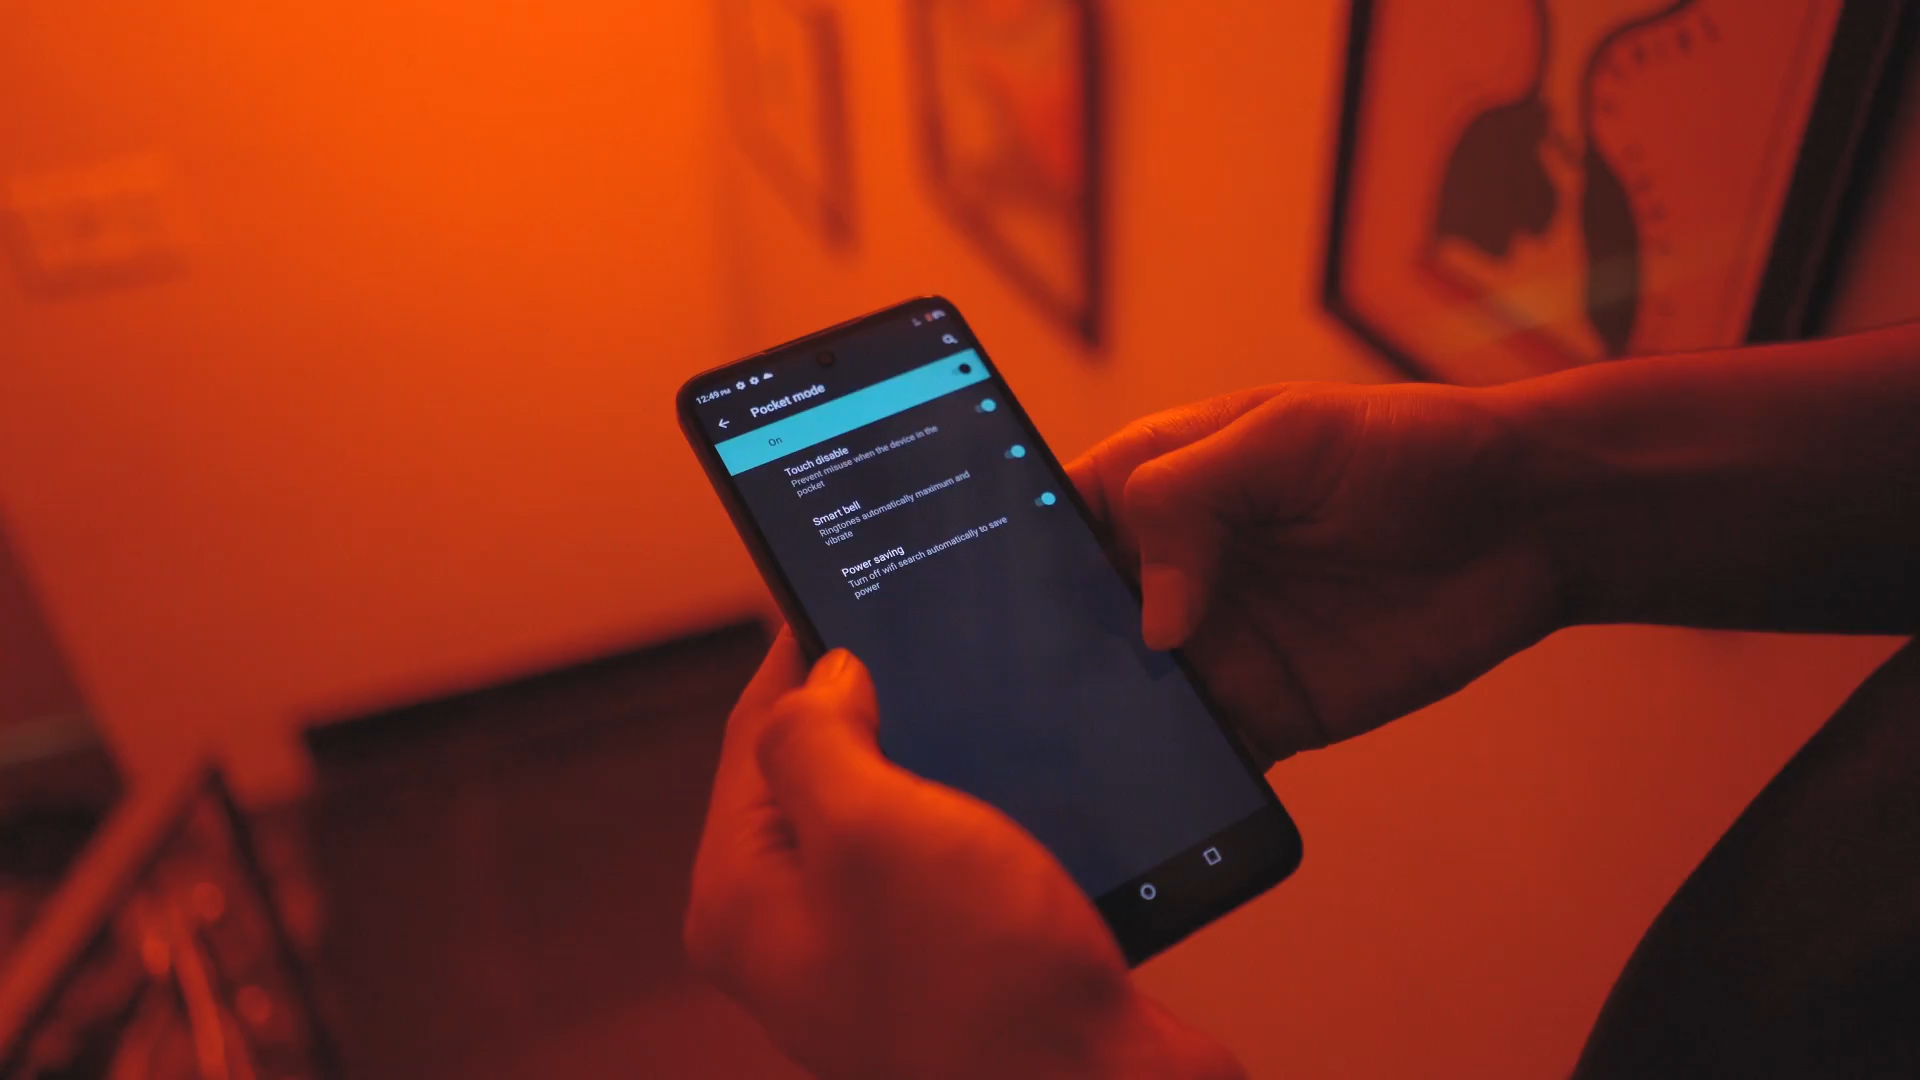 12:49 PM
Pocket mode
On
Touch disable
Prevent misuse when the device in the
pocket
Smart bell
Ringtones automatically maximum and
vibrate
Power saving
Turn off wifi search automatically to save
power